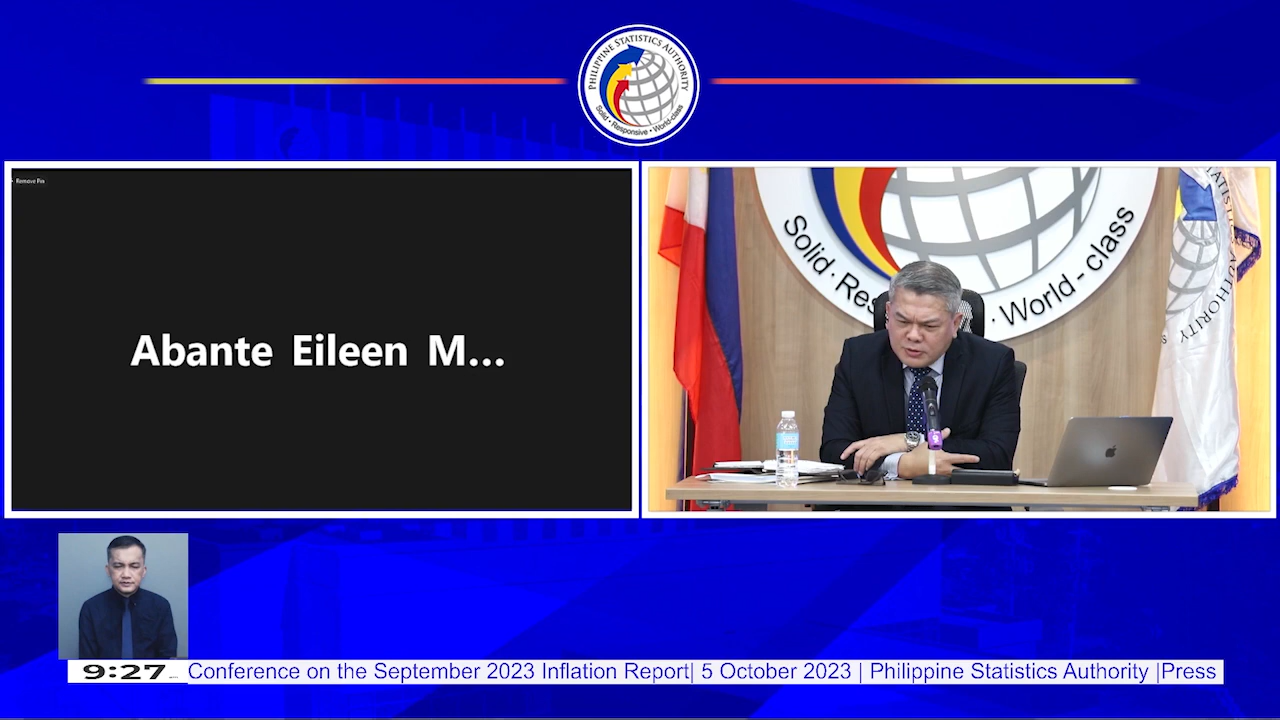 PHILIPPINE STATISTICS AUTHORITY
Solid • Responsive • World-class
Remove Pin
Abante Eileen M...
Solid · Res
· World-class
AUTHORITY
9:27
Conference on the September 2023 Inflation Report| 5 October 2023 | Philippine Statistics Authority |Press